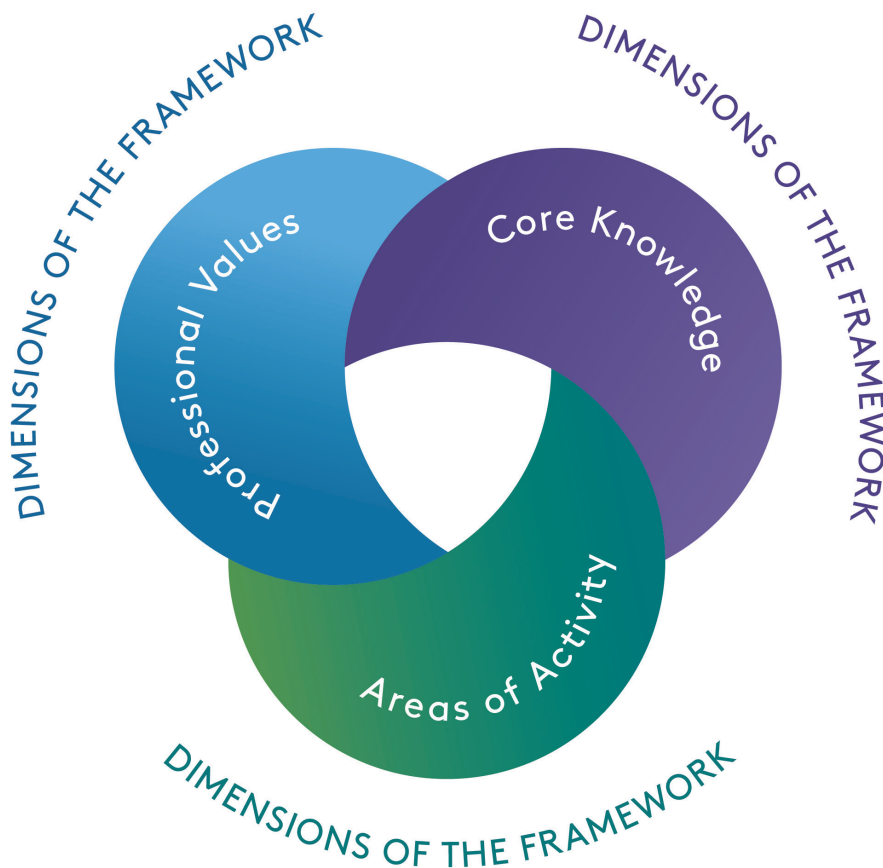 DIMENSIONS OF THE FRAMEWORK
DIMENSIONS OF THE FRAMEWORK
Professional Values
Core Knowledge
Areas of Activity
DIMENSIONS OF THE FRAMEWORK